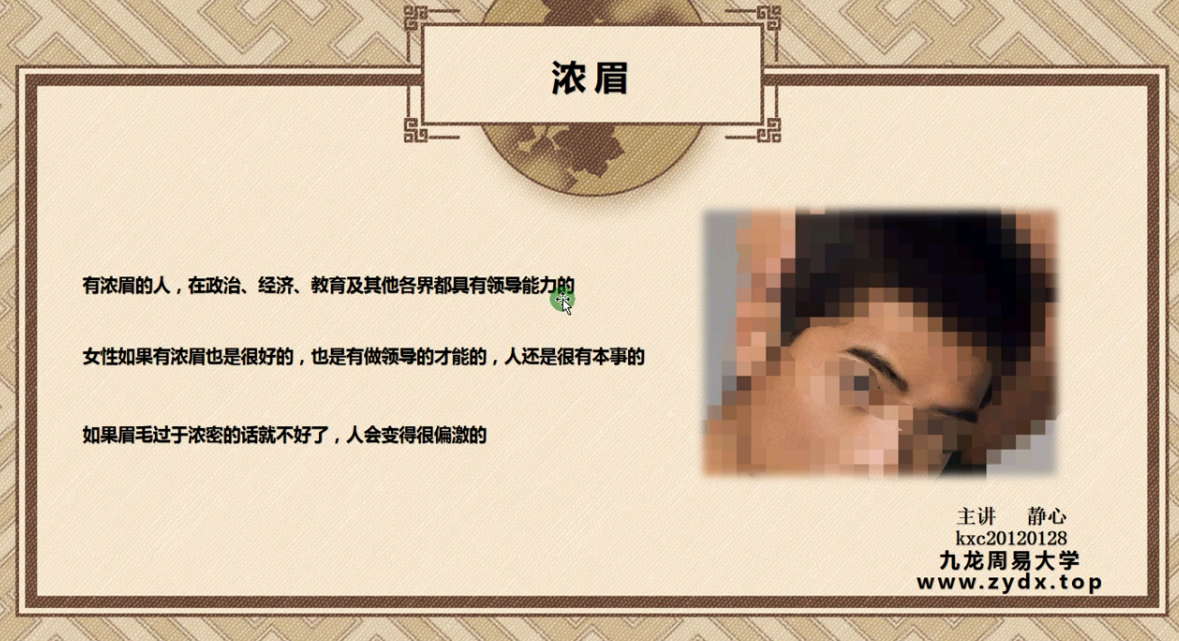 浓眉
有浓眉的人，在政治、经济、教育及其他各界都具有领导能力的
女性如果有浓眉也是很好的，也是有做领导的才能的，人还是很有本事的
如果眉毛过于浓密的话就不好了，人会变得很偏激的
主讲 静心
kxc20120128
九龙周易大学
www.zydx.top